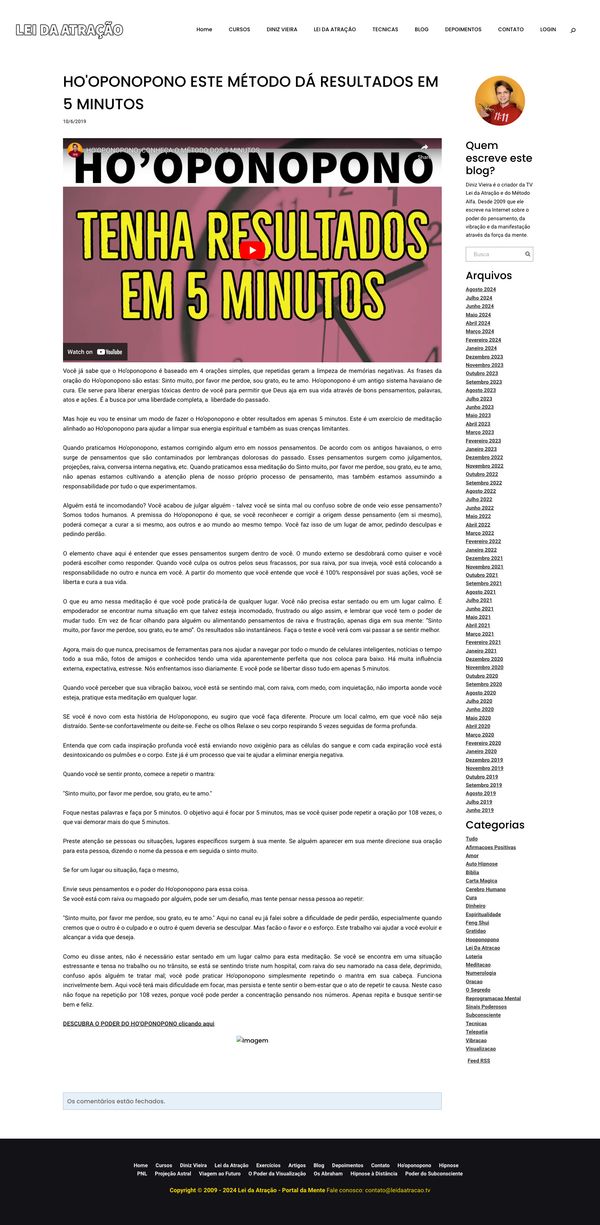 LEI DA ATRAÇÃO
Home CURSOS DINIZ VIEIRA LEI DA ATRAÇÃO TECNICAS BLOG DEPOIMENTOS CONTATO LOGIN
HO'OPONOPONO ESTE MÉTODO DÁ RESULTADOS EM
5 MINUTOS
10/6/2019
HO'OPONOPONO: CONHEÇA O MÉTODO DOS 5 MINUTOS
Share
HO'OPONOPONO
TENHA RESULTADOS
EM 5 MINUTOS
Watch on YouTube
Você já sabe que o Ho'oponopono é baseado em 4 orações simples, que repetidas geram a limpeza de memórias negativas. As frases da
oração do Ho'oponopono são estas: Sinto muito, por favor me perdoe, sou grato, eu te amo. Ho'oponopono é um antigo sistema havaiano de
cura. Ele serve para liberar energias tóxicas dentro de você para permitir que Deus aja em sua vida através de bons pensamentos, palavras,
atos e ações. É a busca por uma liberdade completa, a liberdade do passado.
Mas hoje eu vou te ensinar um modo de fazer o Ho'oponopono e obter resultados em apenas 5 minutos. Este é um exercício de meditação
alinhado ao Ho'oponopono para ajudar a limpar sua energia espiritual e também as suas crenças limitantes.
Quando praticamos Ho'oponopono, estamos corrigindo algum erro em nossos pensamentos. De acordo com os antigos havaianos, o erro
surge de pensamentos que são contaminados por lembranças dolorosas do passado. Esses pensamentos surgem como julgamentos,
projeções, raiva, conversa interna negativa, etc. Quando praticamos essa meditação do Sinto muito, por favor me perdoe, sou grato, eu te amo,
não apenas estamos cultivando a atenção plena de nosso próprio processo de pensamento, mas também estamos assumindo a
responsabilidade por tudo o que experimentamos.
Alguém está te incomodando? Você acabou de julgar alguém - talvez você se sinta mal ou confuso sobre de onde veio esse pensamento?
Somos todos humanos. A premissa do Ho'oponopono é que, se você reconhecer e corrigir a origem desse pensamento (em si mesmo),
poderá começar a curar a si mesmo, aos outros e ao mundo ao mesmo tempo. Você faz isso de um lugar de amor, pedindo desculpas e
pedindo perdão.
O elemento chave aqui é entender que esses pensamentos surgem dentro de você. O mundo externo se desdobrará como quiser e você
poderá escolher como responder. Quando você culpa os outros pelos seus fracassos, por sua raiva, por sua inveja, você está colocando a
responsabilidade no outro e nunca em você. A partir do momento que você entende que você é 100% responsável por suas ações, você se
liberta e cura a sua vida.
O que eu amo nessa meditação é que você pode praticá-la de qualquer lugar. Você não precisa estar sentado ou em um lugar calmo. É
empoderador se encontrar numa situação em que talvez esteja incomodado, frustrado ou algo assim, e lembrar que você tem o poder de
mudar tudo. Em vez de ficar olhando para alguém ou alimentando pensamentos de raiva e frustração, apenas diga em sua mente: "Sinto
muito, por favor me perdoe, sou grato, eu te amo". Os resultados são instantâneos. Faça o teste e você verá com vai passar a se sentir melhor.
Agora, mais do que nunca, precisamos de ferramentas para nos ajudar a navegar por todo o mundo de celulares inteligentes, notícias o tempo
todo a sua mão, fotos de amigos e conhecidos tendo uma vida aparentemente perfeita que nos coloca para baixo. Há muita influência
externa, expectativa, estresse. Nós enfrentamos isso diariamente. E você pode se libertar disso tudo em apenas 5 minutos.
Quando você perceber que sua vibração baixou, você está se sentindo mal, com raiva, com medo, com inquietação, não importa aonde você
esteja, pratique esta meditação em qualquer lugar.
SE você é novo com esta história de Ho'oponopono, eu sugiro que você faça diferente. Procure um local calmo, em que você não seja
distraído. Sente-se confortavelmente ou deite-se. Feche os olhos Relaxe o seu corpo respirando 5 vezes seguidas de forma profunda.
Entenda que com cada inspiração profunda você está enviando novo oxigênio para as células do sangue e com cada expiração você está
desintoxicando os pulmões e o corpo. Este já é um processo que vai te ajudar a eliminar energia negativa.
Quando você se sentir pronto, comece a repetir o mantra:
"Sinto muito, por favor me perdoe, sou grato, eu te amo."
Foque nestas palavras e faça por 5 minutos. O objetivo aqui é focar por 5 minutos, mas se você quiser pode repetir a oração por 108 vezes, o
que vai demorar mais do que 5 minutos.
Preste atenção se pessoas ou situações, lugares específicos surgem à sua mente. Se alguém aparecer em sua mente direcione sua oração
para esta pessoa, dizendo o nome da pessoa e em seguida o sinto muito.
Se for um lugar ou situação, faça o mesmo,
Envie seus pensamentos e o poder do Ho'oponopono para essa coisa.
Se você está com raiva ou magoado por alguém, pode ser um desafio, mas tente pensar nessa pessoa ao repetir:
"Sinto muito, por favor me perdoe, sou grato, eu te amo." Aqui no canal eu já falei sobre a dificuldade de pedir perdão, especialmente quando
cremos que o outro é o culpado e o outro é quem deveria se desculpar. Mas facão o favor e o esforço. Este trabalho vai ajudar a você evoluir e
alcançar a vida que deseja.
Como eu disse antes, não é necessário estar sentado em um lugar calmo para esta meditação. Se você se encontra em uma situação
estressante e tensa no trabalho ou no trânsito, se está se sentindo triste num hospital, com raiva do seu namorado na casa dele, deprimido,
confuso após alguém te tratar mal; você pode praticar Ho'oponopono simplesmente repetindo o mantra em sua cabeça. Funciona
incrivelmente bem. Aqui você terá mais dificuldade em focar, mas persista e tente sentir o bem-estar que o ato de repetir te causa. Neste caso
não foque na repetição por 108 vezes, porque você pode perder a concentração pensando nos números. Apenas repita e busque sentir-se
bem e feliz.
DESCUBRA O PODER DO HO'OPONOPONO clicando aqui
Imagem
Os comentários estão fechados.
11:11
Quem
escreve este
blog?
Diniz Vieira é o criador da TV
Lei da Atração e do Método
Alfa. Desde 2009 que ele
escreve na Internet sobre o
poder do pensamento, da
vibração e da manifestação
através da força da mente.
Busca
Arquivos
Agosto 2024
Julho 2024
Junho 2024
Maio 2024
Abril 2024
Março 2024
Fevereiro 2024
Janeiro 2024
Dezembro 2023
Novembro 2023
Outubro 2023
Setembro 2023
Agosto 2023
Julho 2023
Junho 2023
Maio 2023
Abril 2023
Março 2023
Fevereiro 2023
Janeiro 2023
Dezembro 2022
Novembro 2022
Outubro 2022
Setembro 2022
Agosto 2022
Julho 2022
Junho 2022
Maio 2022
Abril 2022
Março 2022
Fevereiro 2022
Janeiro 2022
Dezembro 2021
Novembro 2021
Outubro 2021
Setembro 2021
Agosto 2021
Julho 2021
Junho 2021
Maio 2021
Abril 2021
Março 2021
Fevereiro 2021
Janeiro 2021
Dezembro 2020
Novembro 2020
Outubro 2020
Setembro 2020
Agosto 2020
Julho 2020
Junho 2020
Maio 2020
Abril 2020
Março 2020
Fevereiro 2020
Janeiro 2020
Dezembro 2019
Novembro 2019
Outubro 2019
Setembro 2019
Agosto 2019
Julho 2019
Junho 2019
Categorias
Tudo
Afirmacoes Positivas
Amor
Auto Hipnose
Bíblia
Carta Magica
Cerebro Humano
Cura
Dinheiro
Espiritualidade
Feng Shui
Gratidao
Hooponopono
Lei Da Atracao
Loteria
Meditacao
Numerologia
Oracao
O Segredo
Reprogramacao Mental
Sinais Poderosos
Subconsciente
Tecnicas
Telepatia
Vibracao
Visualizacao
Feed RSS
Home Cursos Diniz Vieira Lei da Atração Exercícios Artigos Blog Depoimentos Contato Ho'oponopono Hipnose
PNL Projeção Astral Viagem ao Futuro O Poder da Visualização Os Abraham Hipnose à Distância Poder do Subconsciente
Copyright © 2009 - 2024 Lei da Atração - Portal da Mente Fale conosco: contato@leidaatracao.tv